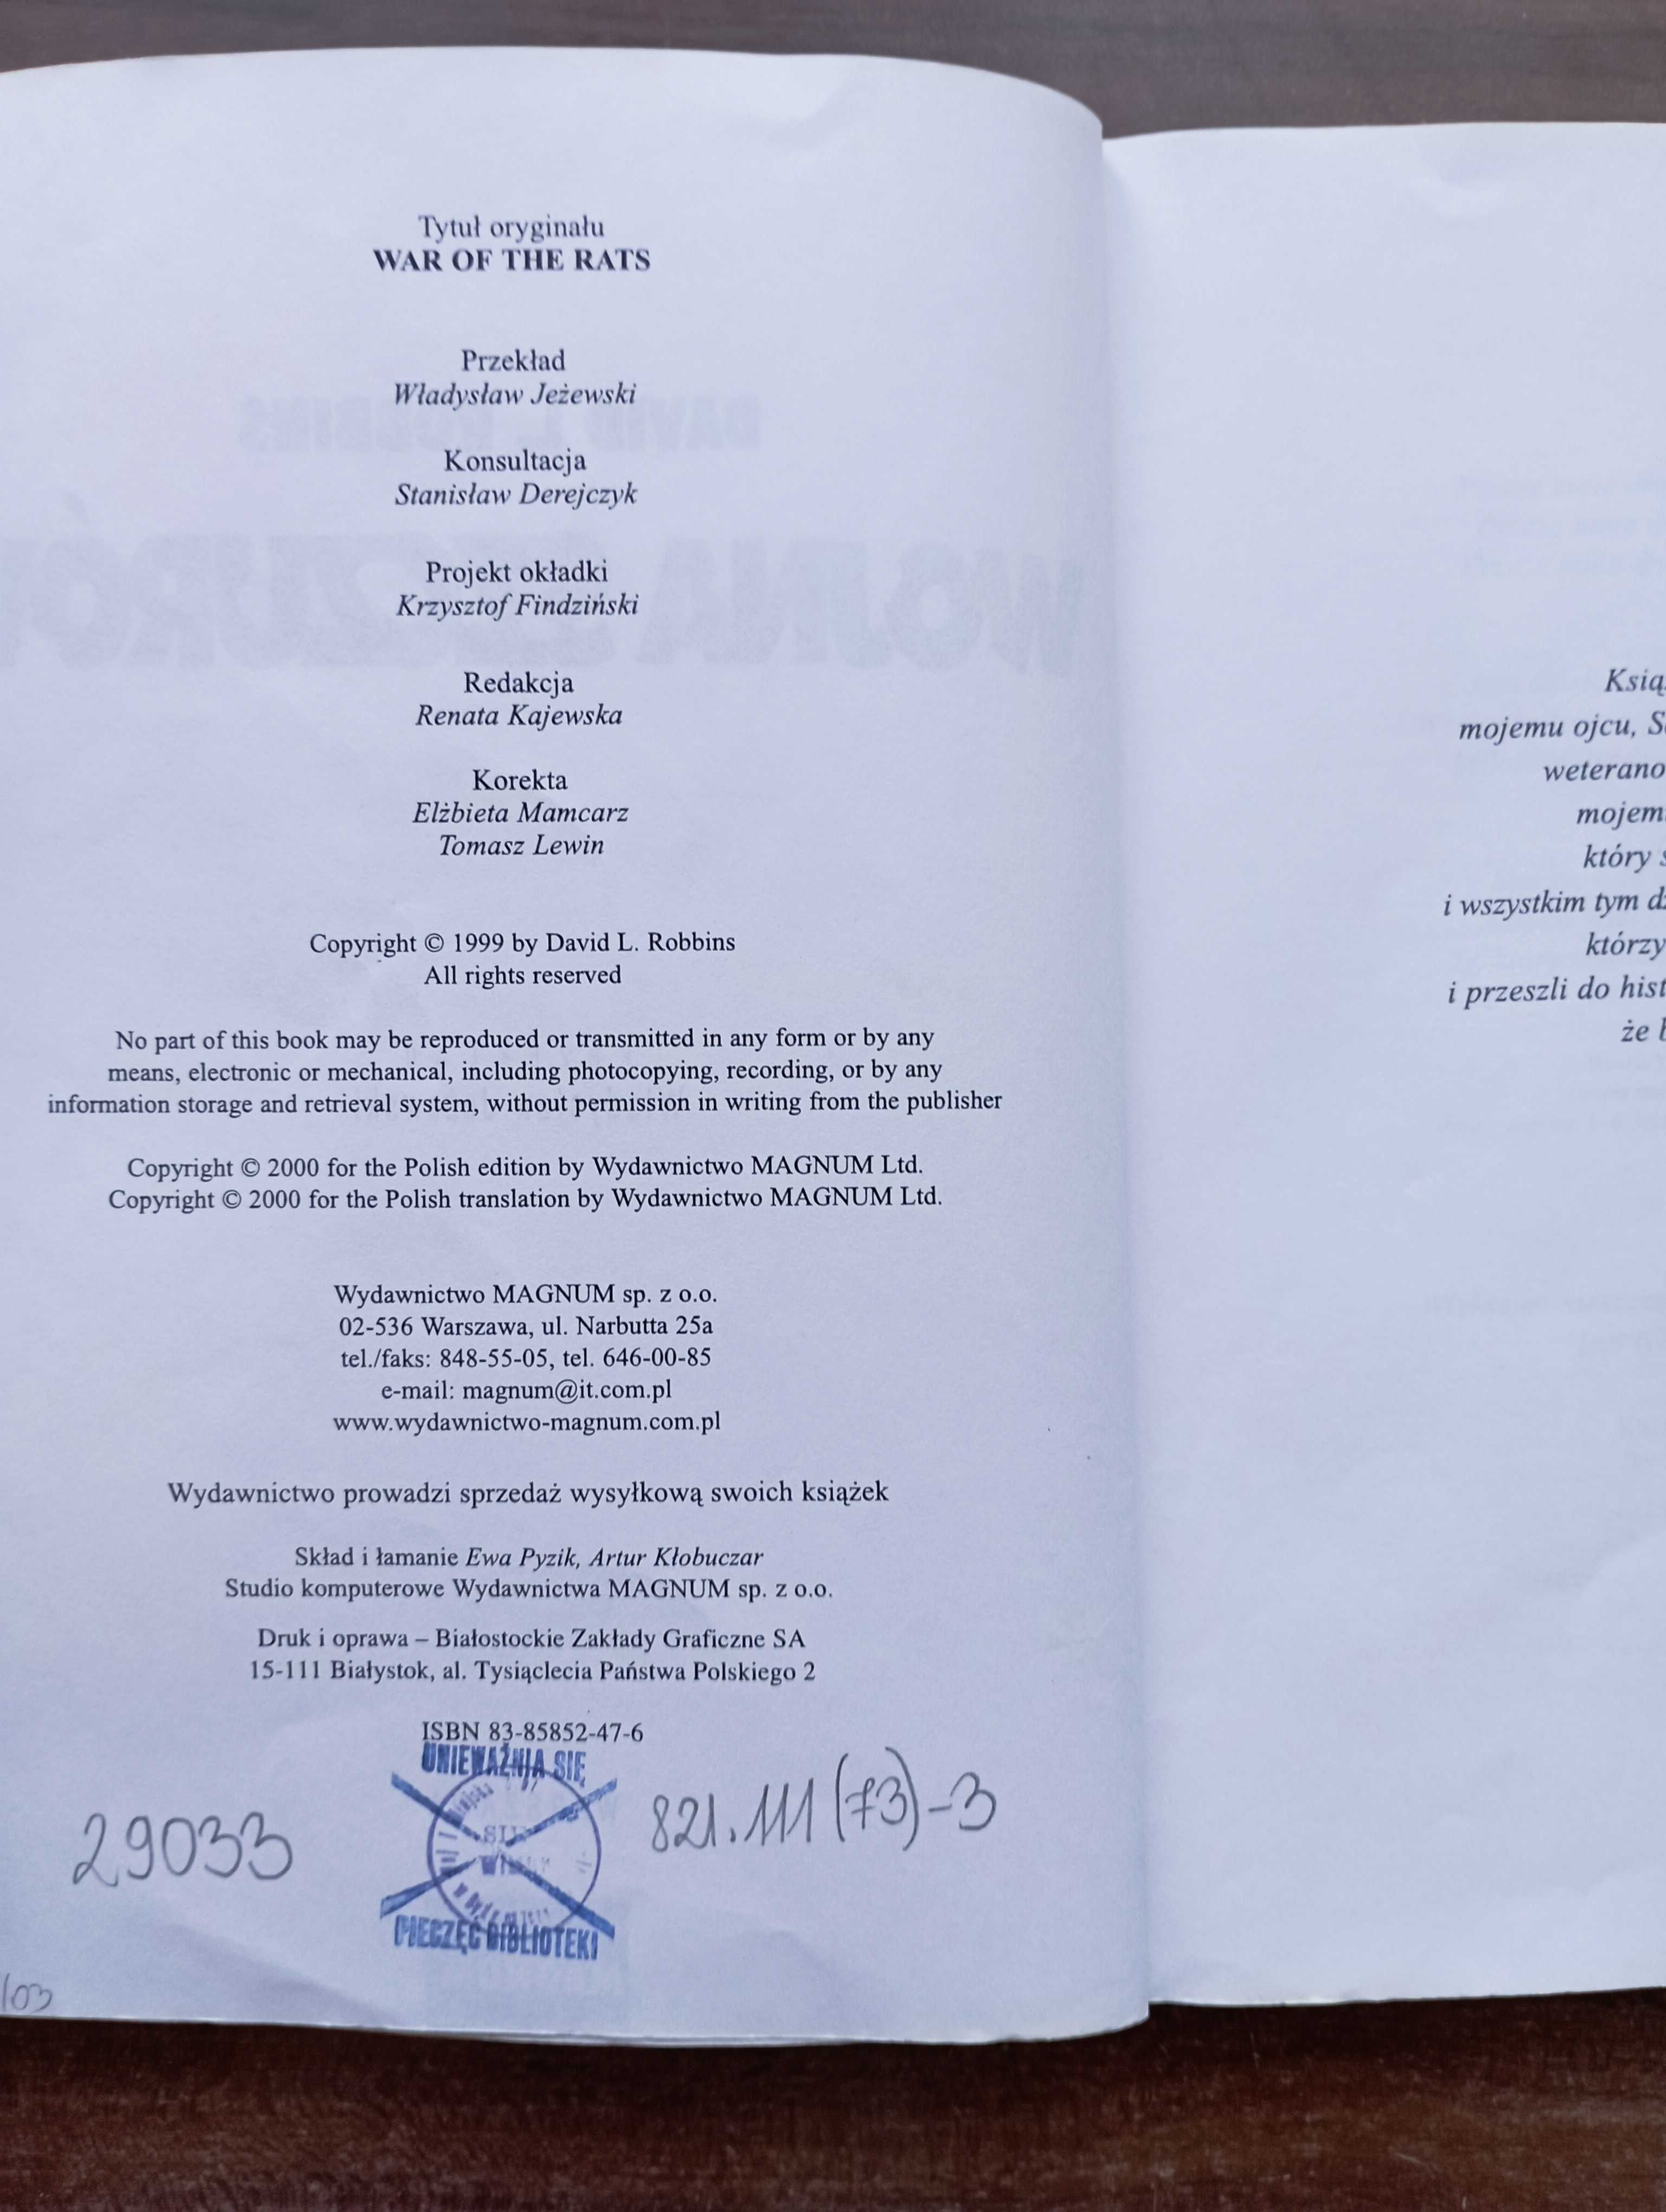 Tytuł oryginału
WAR OF THE RATS
Przekład
Władysław Jeżewski
Konsultacja
Stanisław Derejczyk
Projekt okładki
Krzysztof Findziński
Redakcja
Renata Kajewska
Korekta
Elżbieta Mamcarz
Tomasz Lewin
Copyright © 1999 by David L. Robbins
All rights reserved
No part of this book may be reproduced or transmitted in any form or by any
means, electronic or mechanical, including photocopying, recording, or by any
information storage and retrieval system, without permission in writing from the publisher
Copyright © 2000 for the Polish edition by Wydawnictwo MAGNUM Ltd.
Copyright © 2000 for the Polish translation by Wydawnictwo MAGNUM Ltd.
Wydawnictwo MAGNUM sp. z o.o.
02-536 Warszawa, ul. Narbutta 25a
tel./faks: 848-55-05, tel. 646-00-85
e-mail: magnum@it.com.pl
www.wydawnictwo-magnum.com.pl
Wydawnictwo prowadzi sprzedaż wysyłkową swoich książek
Skład i łamanie Ewa Pyzik, Artur Kłobuczar
Studio komputerowe Wydawnictwa MAGNUM sp. z o.o.
Druk i oprawa – Białostockie Zakłady Graficzne SA
15-111 Białystok, al. Tysiąclecia Państwa Polskiego 2
ISBN 83-85852-47-6
UNIEWAŻNIA SIĘ
PIECZĘĆ BIBLIOTEKI
29033
821.111(73)-3
/03
Ksią
mojemu ojcu, S
weterano
mojem
który s
i wszystkim tym d
którzy
i przeszli do hist
że b